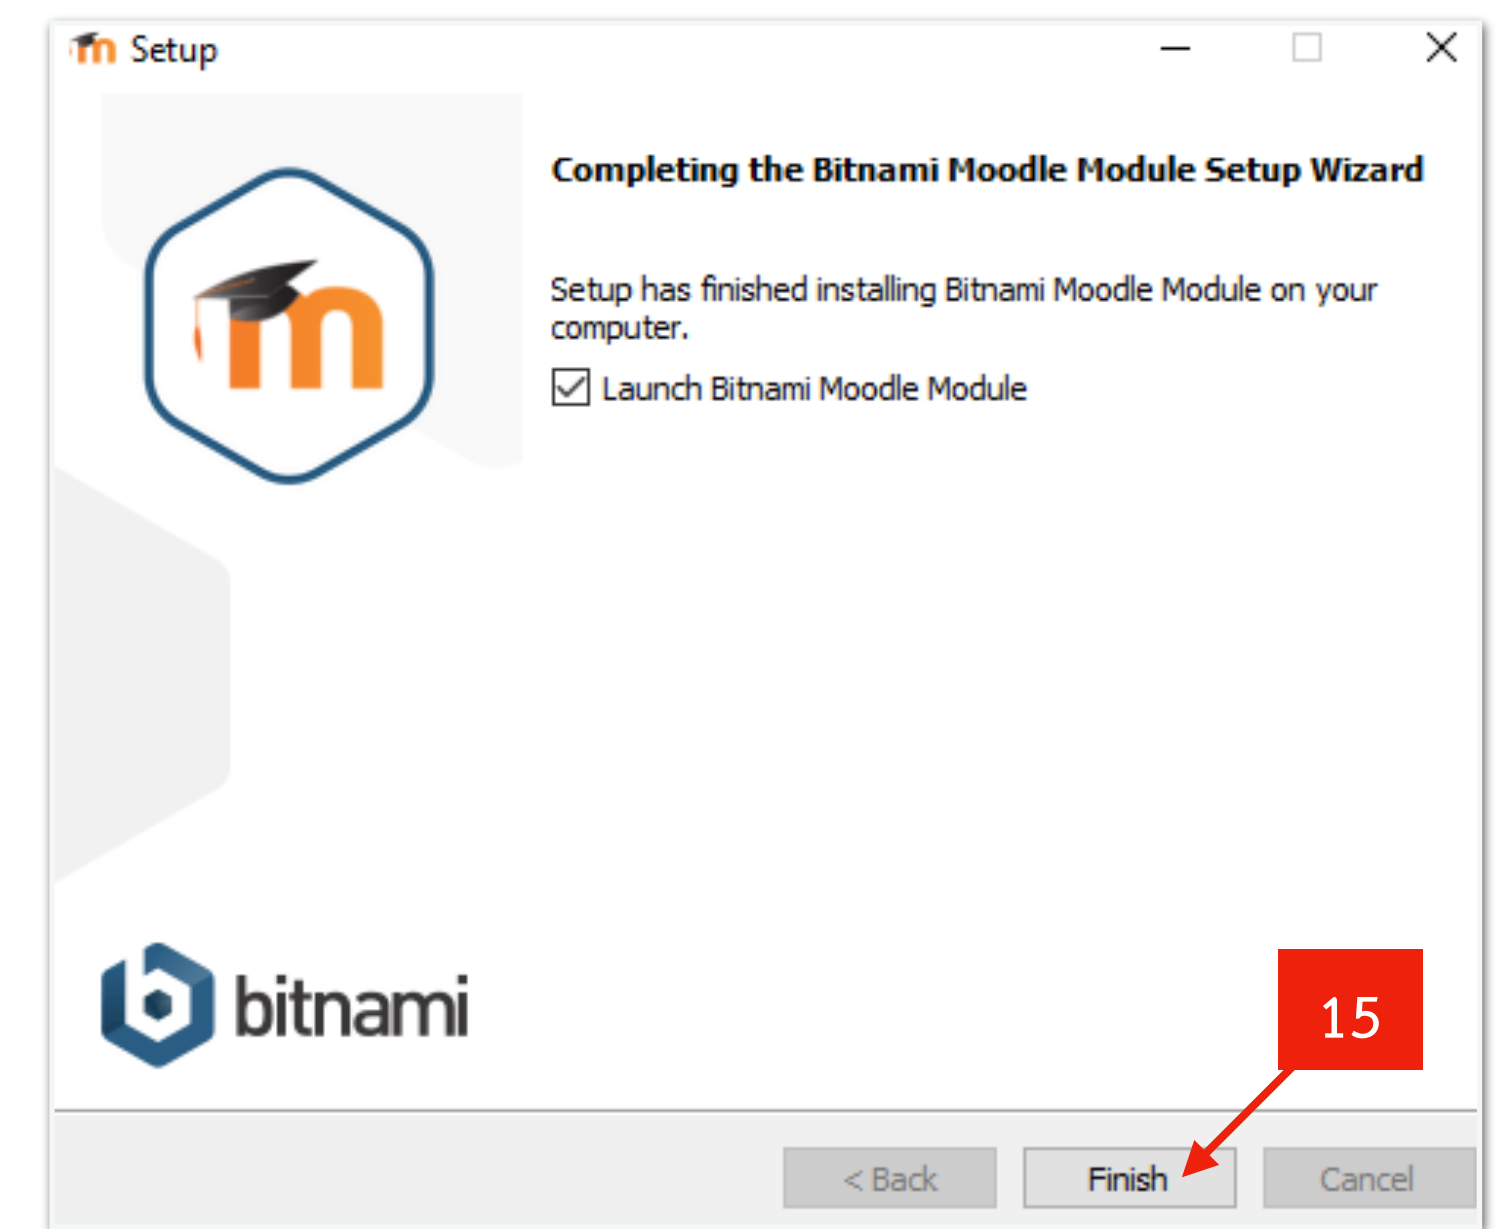 Setup
Completing the Bitnami Moodle Module Setup Wizard
Setup has finished installing Bitnami Moodle Module on your
computer.
Launch Bitnami Moodle Module
m
bitnami
15
< Back Finish Cancel